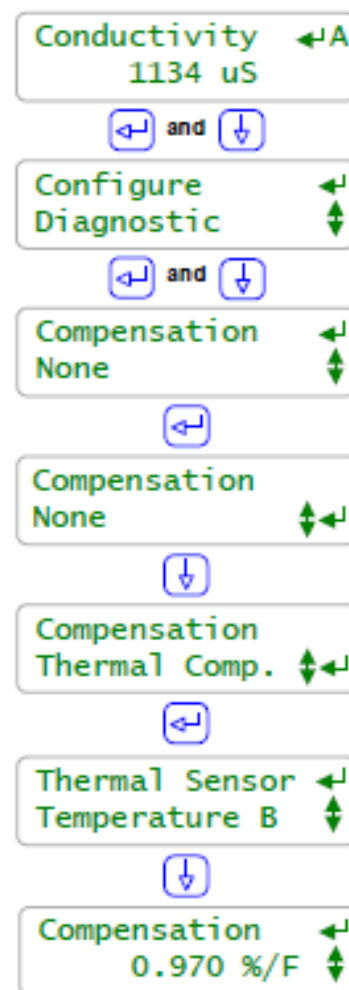 Conductivity A
1134 uS
and
Configure
Diagnostic
and
Compensation
None
Compensation
None
Compensation
Thermal Comp.
Thermal Sensor
Temperature B
Compensation
0.970 %/F